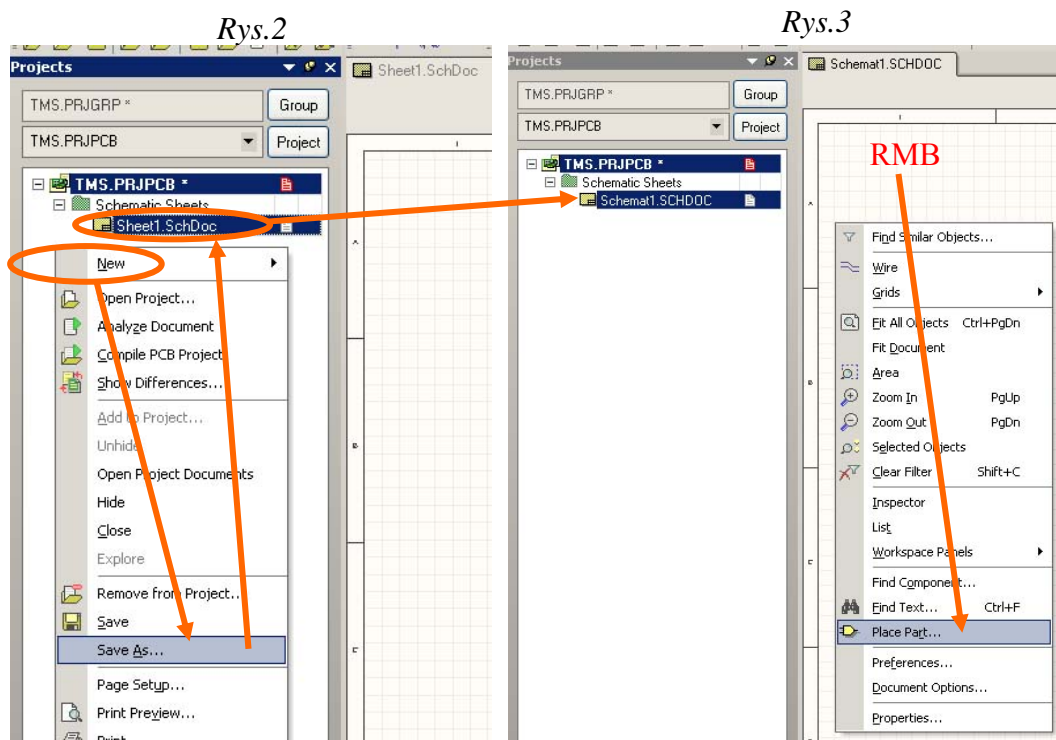 Rys.2
Projects
Sheet1.SchDoc
TMS.PRJGRP *
Group
TMS.PRJPCB
Project
TMS.PRJPCB *
Schematic Sheets
Sheet1.SchDoc
New
Open Project...
Analyze Document
Compile PCB Project
Show Differences...
Add to Project...
Unhide
Open Project Documents
Hide
Close
Explore
Remove from Project...
Save
Save As...
Page Setup...
Print Preview...
Print
A
B
C
1
Rys.3
Projects
Schemat1.SCHDOC
TMS.PRJGRP *
Group
TMS.PRJPCB
Project
TMS.PRJPCB *
Schematic Sheets
Schemat1.SCHDOC
RMB
Find Similar Objects...
Wire
Grids
Fit All Objects Ctrl+PgDn
Fit Document
Area
Zoom In PgUp
Zoom Out PgDn
Selected Objects
Clear Filter Shift+C
Inspector
List
Workspace Panels
Find Component...
Find Text... Ctrl+F
Place Part...
Preferences...
Document Options...
Properties...
1
A
B
C